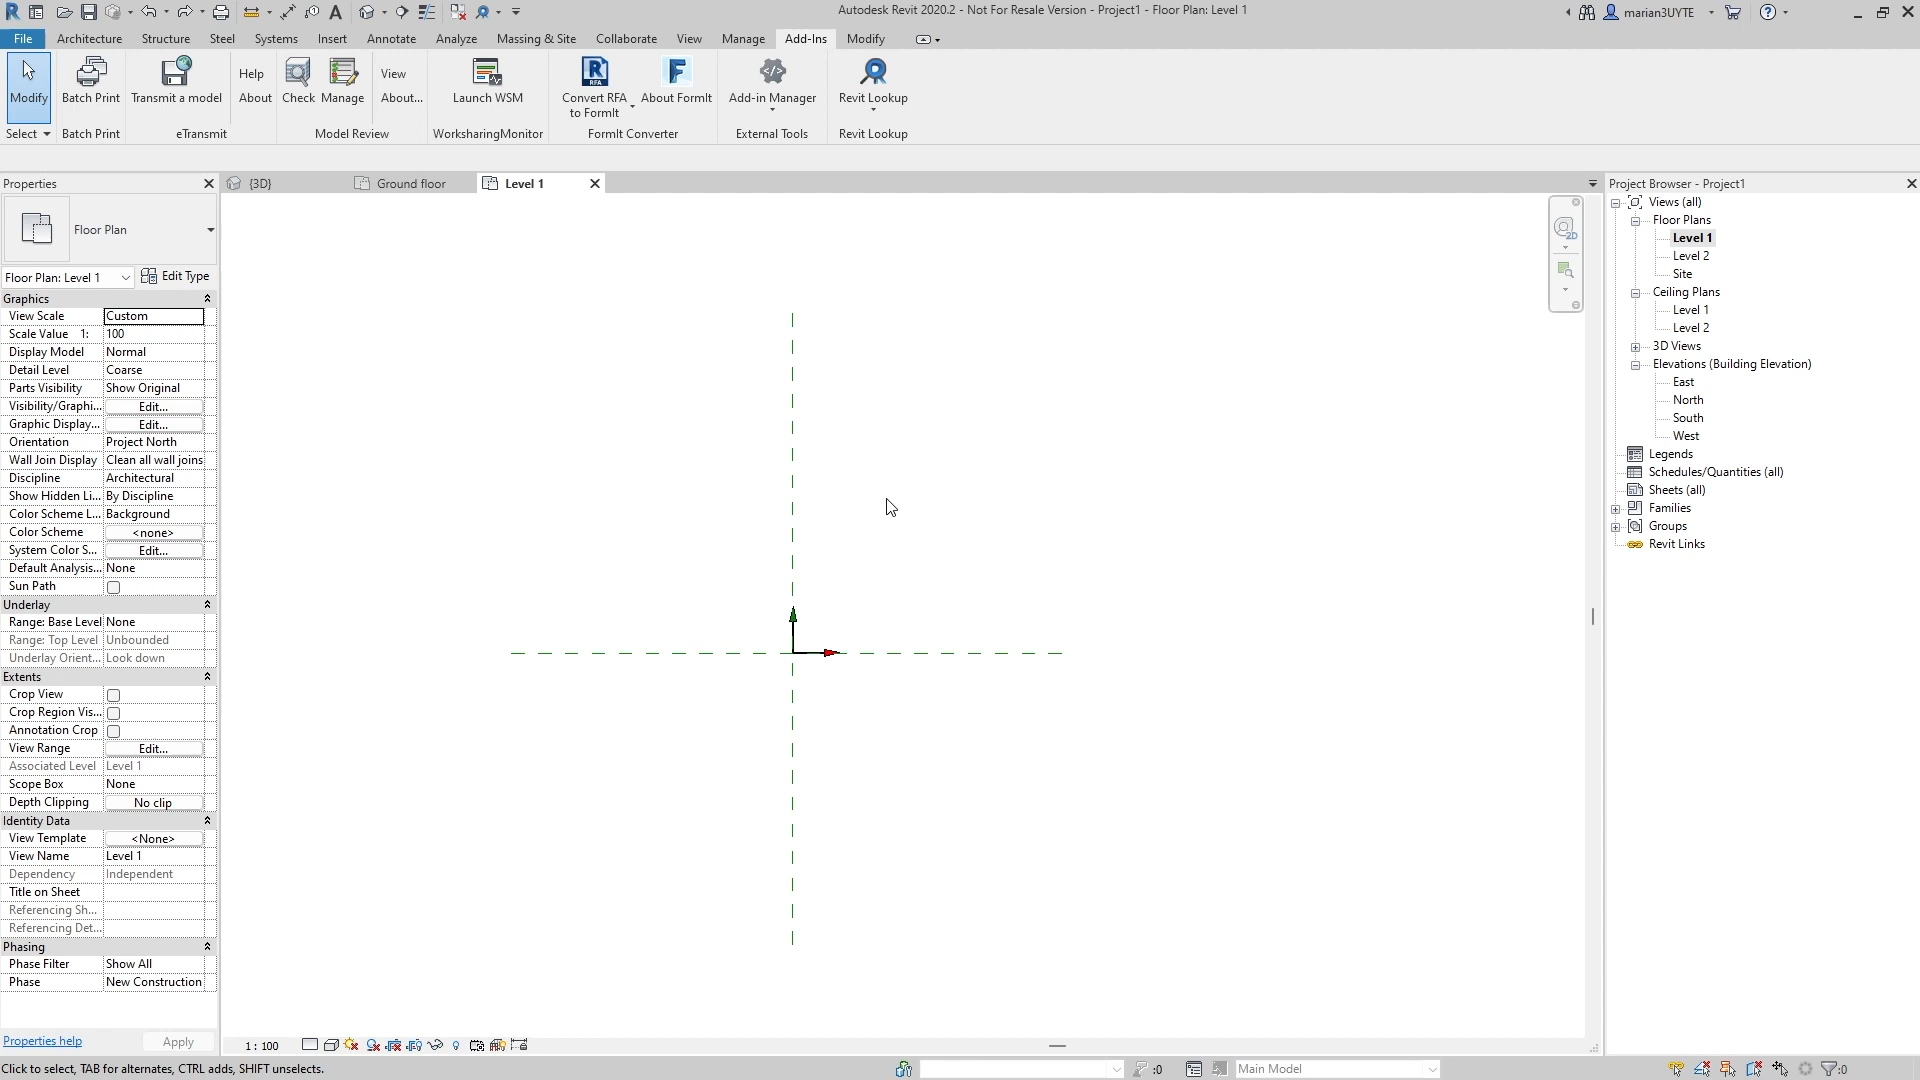 Autodesk Revit 2020.2 - Not For Resale Version - Project1 - Floor Plan: Level 1
marian3UYTE
File Architecture Structure Steel Systems Insert Annotate Analyze Massing & Site Collaborate View Manage Add-Ins Modify
Modify
Batch Print
Transmit a model
Help
About
Check
Manage
View
About...
Launch WSM
Convert RFA
to FormIt
About FormIt
Add-in Manager
Revit Lookup
Select
Batch Print
eTransmit
Model Review
WorksharingMonitor
FormIt Converter
External Tools
Revit Lookup
Properties
{3D}
Ground floor
Level 1
Project Browser - Project1
Floor Plan
Floor Plan: Level 1
Edit Type
Graphics
View Scale Custom
Scale Value 1: 100
Display Model Normal
Detail Level Coarse
Parts Visibility Show Original
Visibility/Graphi... Edit...
Graphic Display... Edit...
Orientation Project North
Wall Join Display Clean all wall joins
Discipline Architectural
Show Hidden Li... By Discipline
Color Scheme L... Background
Color Scheme <none>
System Color S... Edit...
Default Analysis... None
Sun Path
Underlay
Range: Base Level None
Range: Top Level Unbounded
Underlay Orient... Look down
Extents
Crop View
Crop Region Vis...
Annotation Crop
View Range Edit...
Associated Level Level 1
Scope Box None
Depth Clipping No clip
Identity Data
View Template <None>
View Name Level 1
Dependency Independent
Title on Sheet
Referencing Sh...
Referencing Det...
Phasing
Phase Filter Show All
Phase New Construction
Properties help
Apply
2D
Views (all)
Floor Plans
Level 1
Level 2
Site
Ceiling Plans
Level 1
Level 2
3D Views
Elevations (Building Elevation)
East
North
South
West
Legends
Schedules/Quantities (all)
Sheets (all)
Families
Groups
Revit Links
1 : 100
Click to select, TAB for alternates, CTRL adds, SHIFT unselects.
:0
Main Model
:0